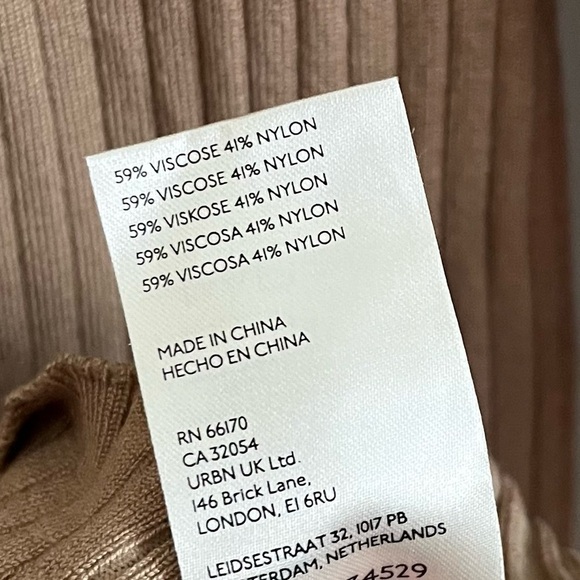 59% VISCOSE 41% NYLON
59% VISCOSE 41% NYLON
59% VISKOSE 41% NYLON
59% VISCOSA 41% NYLON
59% VISCOSA 41% NYLON
MADE IN CHINA
HECHO EN CHINA
RN 66170
CA 32054
URBN UK Ltd.
146 Brick Lane,
LONDON, E1 6RU
LEIDSESTRAAT 32, 1017 PB
NETHERLANDS